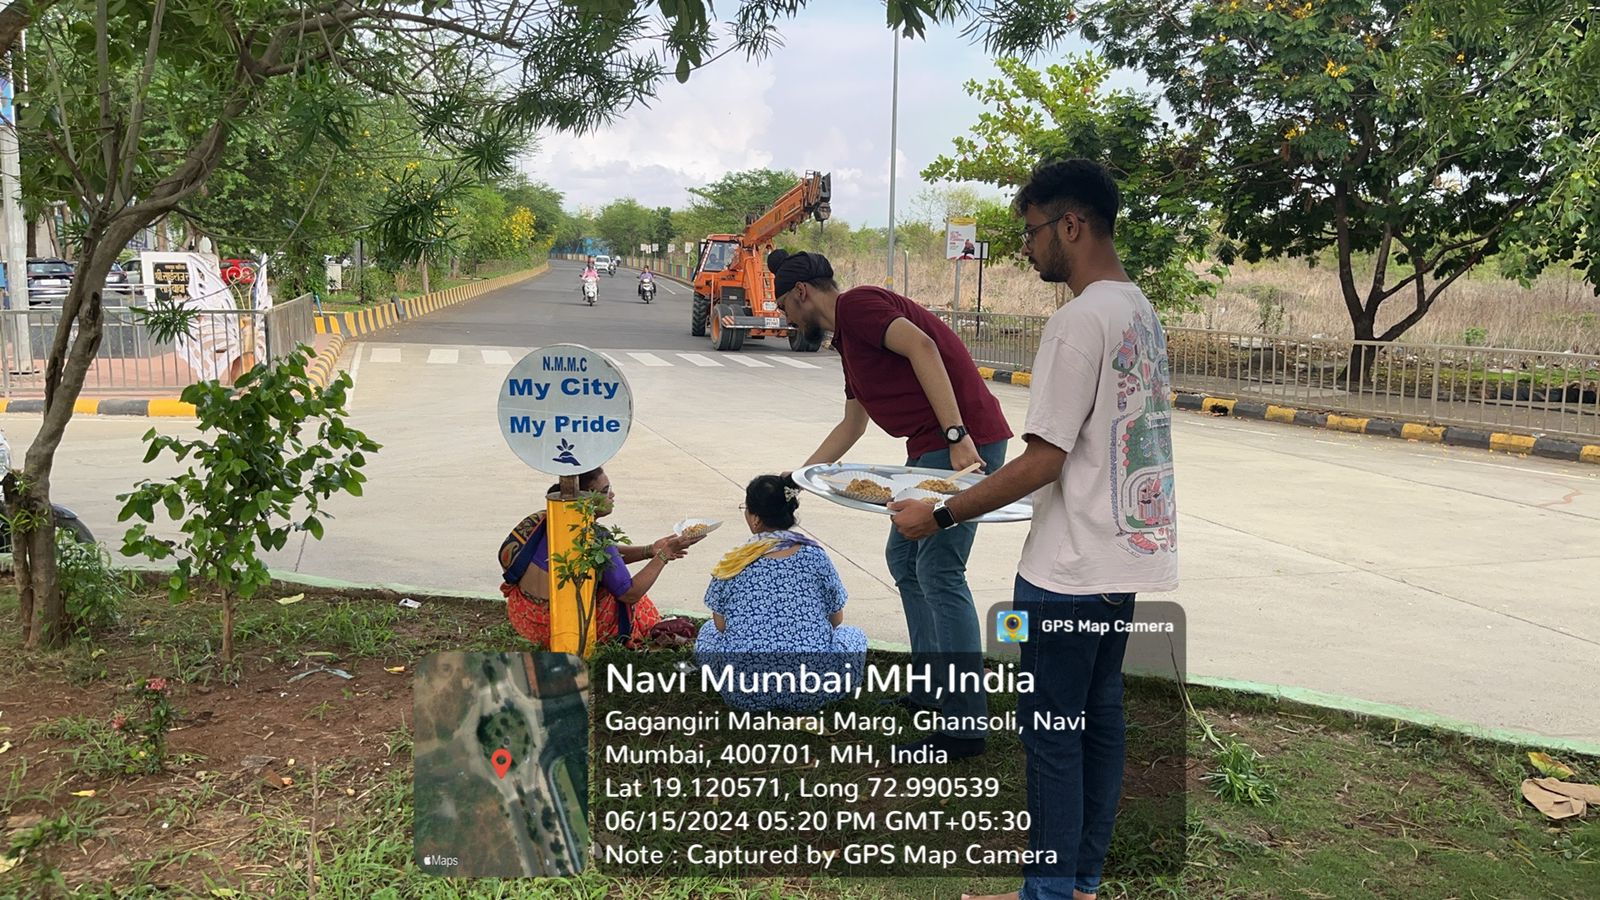 N.M.M.C
My City
My Pride
GPS Map Camera
Navi Mumbai,MH,India
Gagangiri Maharaj Marg, Ghansoli, Navi
Mumbai, 400701, MH, India
Lat 19.120571, Long 72.990539
06/15/2024 05:20 PM GMT+05:30
Note : Captured by GPS Map Camera
Maps